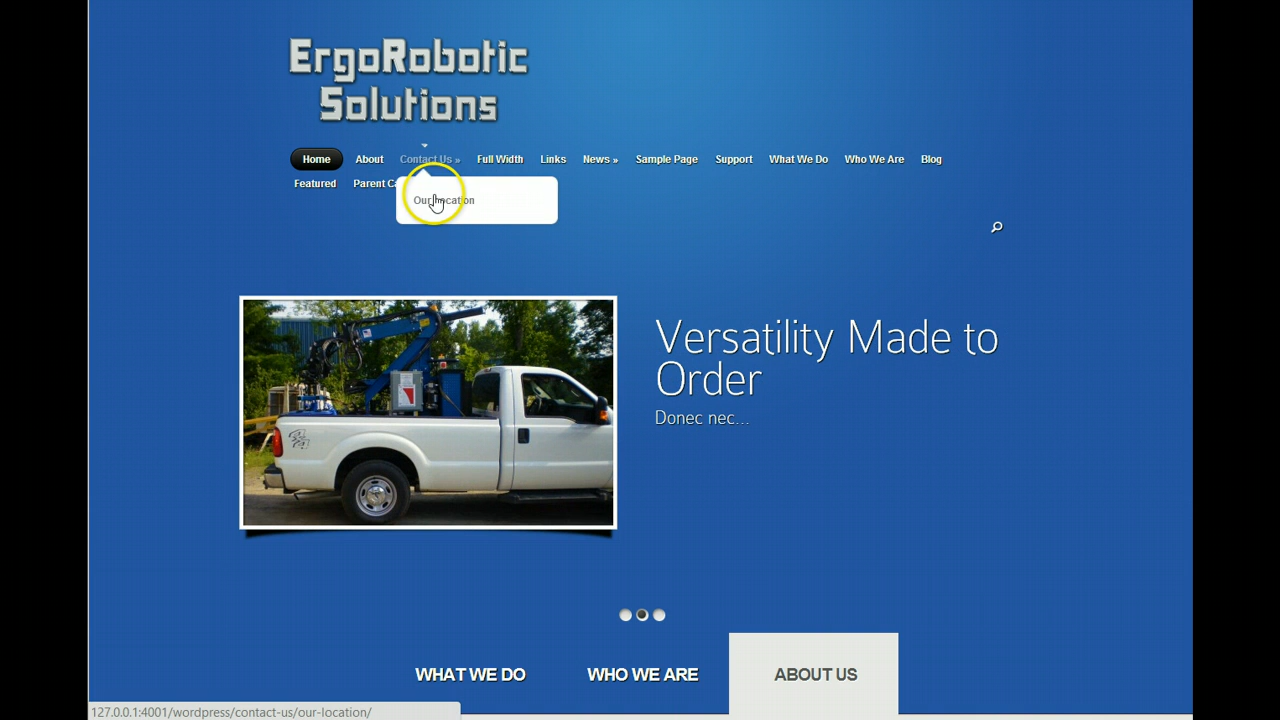 ErgoRobotic
Solutions
Home About Contact Us » Full Width Links News » Sample Page Support What We Do Who We Are Blog
Featured Parent Ca
Our Location
Versatility Made to
Order
Donec nec...
WHAT WE DO WHO WE ARE ABOUT US
127.0.0.1:4001/wordpress/contact-us/our-location/